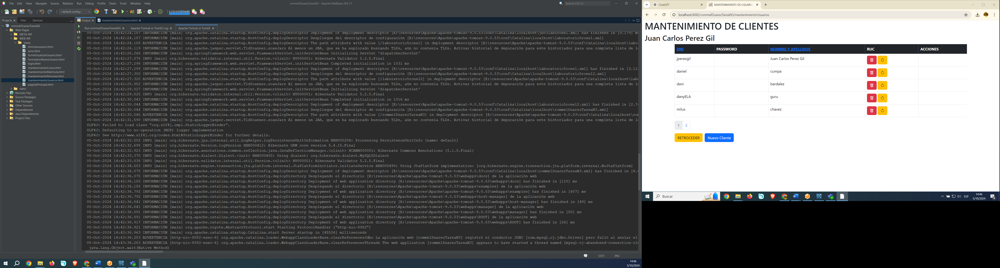 File Edit View Navigate Source Refactor Run Debug Profile Team Tools Window Help
rommelDuarezTareaN3 - Apache NetBeans IDE 21
Search (Ctrl+I)
<default config>
370.3/576.0MB
Projects Files Services
rommelDuarezTareaN3
Web Pages
META-INF
WEB-INF
views
eliminarusuario.html
error.html
formActualizarUsuario.html
formularioNuevoUsuario.html
login.html
mantenimientoCursos.html
mantenimientoMatricula.html
mantenimientoPersonas.html
mantenimientoUsuarios.html
paginaPrincipal.html
static
Remote Files
Source Packages
Test Packages
Other Sources
Dependencies
Java Dependencies
Project Files
Output mantenimientoUsuarios.html
Run (rommelDuarezTareaN3) Apache Tomcat or TomEE Log Apache Tomcat or TomEE
05-Oct-2024 14:42:24.187 INFORMACIÓN [main] org.apache.catalina.startup.HostConfig.deployDescriptor Deployment of deployment descriptor [E:\resources\Apache\apache-tomcat-9.0.53\conf\Catalina\localhost\jbc3lab5ronel.xml] has finished in [9.179] ms
05-Oct-2024 14:42:24.187 INFORMACIÓN [main] org.apache.catalina.startup.HostConfig.deployDescriptor Desplieque del descriptor de configuración [E:\resources\Apache\apache-tomcat-9.0.53\conf\Catalina\localhost\laboratorio5ronel.xml]
05-Oct-2024 14:42:24.188 ADVERTENCIA [main] org.apache.catalina.startup.HostConfig.deployDescriptor The path attribute with value [/laboratorio5ronel] in deployment descriptor [E:\resources\Apache\apache-tomcat-9.0.53\conf\Catalina\localhost\labo
05-Oct-2024 14:42:26.119 INFORMACIÓN [main] org.apache.jasper.servlet.TldScanner.scanJars Al menos un JAR, que se ha explorado buscando TLDs, aún no contenía TLDs. Activar historial de depuración para este historiador para una completa lista de lo
05-Oct-2024 14:42:26.266 INFORMACIÓN [main] org.springframework.web.servlet.FrameworkServlet.initServletBean Initializing Servlet 'dispatcherServlet'
05-Oct-2024 14:42:27.078 INFO [main] org.hibernate.validator.internal.util.Version.<clinit> HV000001: Hibernate Validator 5.2.5.Final
05-Oct-2024 14:42:27.298 INFORMACIÓN [main] org.springframework.web.servlet.FrameworkServlet.initServletBean Completed initialization in 1031 ms
05-Oct-2024 14:42:27.299 INFORMACIÓN [main] org.apache.catalina.startup.HostConfig.deployDescriptor Deployment of deployment descriptor [E:\resources\Apache\apache-tomcat-9.0.53\conf\Catalina\localhost\laboratorio5ronel.xml] has finished in [3.112
05-Oct-2024 14:42:27.300 INFORMACIÓN [main] org.apache.catalina.startup.HostConfig.deployDescriptor Desplieque del descriptor de configuración [E:\resources\Apache\apache-tomcat-9.0.53\conf\Catalina\localhost\laboratorio5ronel2.xml]
05-Oct-2024 14:42:27.320 ADVERTENCIA [main] org.apache.catalina.startup.HostConfig.deployDescriptor The path attribute with value [/laboratorio5ronel2] in deployment descriptor [E:\resources\Apache\apache-tomcat-9.0.53\conf\Catalina\localhost\lab
05-Oct-2024 14:42:28.952 INFORMACIÓN [main] org.apache.jasper.servlet.TldScanner.scanJars Al menos un JAR, que se ha explorado buscando TLDs, aún no contenía TLDs. Activar historial de depuración para este historiador para una completa lista de lo
05-Oct-2024 14:42:29.027 INFORMACIÓN [main] org.springframework.web.servlet.FrameworkServlet.initServletBean Initializing Servlet 'dispatcherServlet'
05-Oct-2024 14:42:29.825 INFO [main] org.hibernate.validator.internal.util.Version.<clinit> HV000001: Hibernate Validator 5.2.5.Final
05-Oct-2024 14:42:30.043 INFORMACIÓN [main] org.springframework.web.servlet.FrameworkServlet.initServletBean Completed initialization in 1016 ms
05-Oct-2024 14:42:30.044 INFORMACIÓN [main] org.apache.catalina.startup.HostConfig.deployDescriptor Deployment of deployment descriptor [E:\resources\Apache\apache-tomcat-9.0.53\conf\Catalina\localhost\laboratorio5ronel2.xml] has finished in [2.74
05-Oct-2024 14:42:30.044 INFORMACIÓN [main] org.apache.catalina.startup.HostConfig.deployDescriptor Desplieque del descriptor de configuración [E:\resources\Apache\apache-tomcat-9.0.53\conf\Catalina\localhost\rommelDuarezTareaN3.xml]
05-Oct-2024 14:42:30.045 ADVERTENCIA [main] org.apache.catalina.startup.HostConfig.deployDescriptor The path attribute with value [/rommelDuarezTareaN3] in deployment descriptor [E:\resources\Apache\apache-tomcat-9.0.53\conf\Catalina\localhost\ro
05-Oct-2024 14:42:31.590 INFORMACIÓN [main] org.apache.jasper.servlet.TldScanner.scanJars Al menos un JAR, que se ha explorado buscando TLDs, aún no contenía TLDs. Activar historial de depuración para este historiador para una completa lista de lo
SLF4J: Failed to load class "org.slf4j.impl.StaticLoggerBinder".
SLF4J: Defaulting to no-operation (NOP) logger implementation
SLF4J: See http://www.slf4j.org/codes.html#StaticLoggerBinder for further details.
05-Oct-2024 14:42:32.502 INFO [main] org.hibernate.jpa.internal.util.LogHelper.logPersistenceUnitInformation HHH000204: Processing PersistenceUnitInfo [name: default]
05-Oct-2024 14:42:32.698 INFO [main] org.hibernate.Version.logVersion HHH000412: Hibernate ORM core version 5.4.15.Final
05-Oct-2024 14:42:32.923 INFO [main] org.hibernate.annotations.common.reflection.java.JavaReflectionManager.<clinit> HCANN000001: Hibernate Commons Annotations {5.1.0.Final}
05-Oct-2024 14:42:33.370 INFO [main] org.hibernate.dialect.Dialect.<init> HHH000400: Using dialect: org.hibernate.dialect.MySQL5Dialect
05-Oct-2024 14:42:33.838 INFO [main] org.hibernate.validator.internal.util.Version.<clinit> HV000001: Hibernate Validator 5.2.5.Final
05-Oct-2024 14:42:34.503 INFO [main] org.hibernate.engine.transaction.jta.platform.internal.JtaPlatformInitiator.initiateService HHH000490: Using JtaPlatform implementation: [org.hibernate.engine.transaction.jta.platform.internal.NoJtaPlatform]
05-Oct-2024 14:42:36.075 INFORMACIÓN [main] org.apache.catalina.startup.HostConfig.deployDescriptor Deployment of deployment descriptor [E:\resources\Apache\apache-tomcat-9.0.53\conf\Catalina\localhost\rommelDuarezTareaN3.xml] has finished in [6.0
05-Oct-2024 14:42:36.075 INFORMACIÓN [main] org.apache.catalina.startup.HostConfig.deployDirectory Desplegando el directorio [E:\resources\Apache\apache-tomcat-9.0.53\webapps\docs] de la aplicación web
05-Oct-2024 14:42:36.185 INFORMACIÓN [main] org.apache.catalina.startup.HostConfig.deployDirectory Deployment of web application directory [E:\resources\Apache\apache-tomcat-9.0.53\webapps\docs] has finished in [110] ms
05-Oct-2024 14:42:36.185 INFORMACIÓN [main] org.apache.catalina.startup.HostConfig.deployDirectory Desplegando el directorio [E:\resources\Apache\apache-tomcat-9.0.53\webapps\examples] de la aplicación web
05-Oct-2024 14:42:36.792 INFORMACIÓN [main] org.apache.catalina.startup.HostConfig.deployDirectory Deployment of web application directory [E:\resources\Apache\apache-tomcat-9.0.53\webapps\examples] has finished in [607] ms
05-Oct-2024 14:42:36.792 INFORMACIÓN [main] org.apache.catalina.startup.HostConfig.deployDirectory Desplegando el directorio [E:\resources\Apache\apache-tomcat-9.0.53\webapps\host-manager] de la aplicación web
05-Oct-2024 14:42:36.841 INFORMACIÓN [main] org.apache.catalina.startup.HostConfig.deployDirectory Deployment of web application directory [E:\resources\Apache\apache-tomcat-9.0.53\webapps\host-manager] has finished in [49] ms
05-Oct-2024 14:42:36.841 INFORMACIÓN [main] org.apache.catalina.startup.HostConfig.deployDirectory Desplegando el directorio [E:\resources\Apache\apache-tomcat-9.0.53\webapps\manager] de la aplicación web
05-Oct-2024 14:42:36.891 INFORMACIÓN [main] org.apache.catalina.startup.HostConfig.deployDirectory Deployment of web application directory [E:\resources\Apache\apache-tomcat-9.0.53\webapps\manager] has finished in [50] ms
05-Oct-2024 14:42:36.891 INFORMACIÓN [main] org.apache.catalina.startup.HostConfig.deployDirectory Desplegando el directorio [E:\resources\Apache\apache-tomcat-9.0.53\webapps\ROOT] de la aplicación web
05-Oct-2024 14:42:36.917 INFORMACIÓN [main] org.apache.catalina.startup.HostConfig.deployDirectory Deployment of web application directory [E:\resources\Apache\apache-tomcat-9.0.53\webapps\ROOT] has finished in [26] ms
05-Oct-2024 14:42:36.921 INFORMACIÓN [main] org.apache.coyote.AbstractProtocol.start Starting ProtocolHandler ["http-nio-8082"]
05-Oct-2024 14:42:36.963 INFORMACIÓN [main] org.apache.catalina.startup.Catalina.start Server startup in [45526] milliseconds
05-Oct-2024 14:43:36.283 ADVERTENCIA [http-nio-8082-exec-6] org.apache.catalina.loader.WebappClassLoaderBase.clearReferencesJdbc La aplicación web [rommelDuarezTareaN3] registró el conductor JDBC [com.mysql.cj.jdbc.Driver] pero falló al anular el
05-Oct-2024 14:43:36.283 ADVERTENCIA [http-nio-8082-exec-6] org.apache.catalina.loader.WebappClassLoaderBase.clearReferencesThreads The web application [rommelDuarezTareaN3] appears to have started a thread named [mysql-cj-abandoned-connection-cle
java.lang.Object.wait(Native Method)
12:51 INS
14:46
5/10/2024
ChatGPT MANTENIMIENTO DE USUARIO
localhost:8082/rommelDuarezTareaN3/mantenimientoUsuarios
MANTENIMIENTO DE CLIENTES
Juan Carlos Perez Gil
DNI PASSWORD NOMBRE Y APELLIDOS RUC ACCIONES
jperezgil Juan Carlos Perez Gil
daniel cumpa
dani bardalez
danyELA guru
milus chavez
1 2
RETROCEDER Nuevo Cliente
Buscar
ESP
14:46
5/10/2024
4